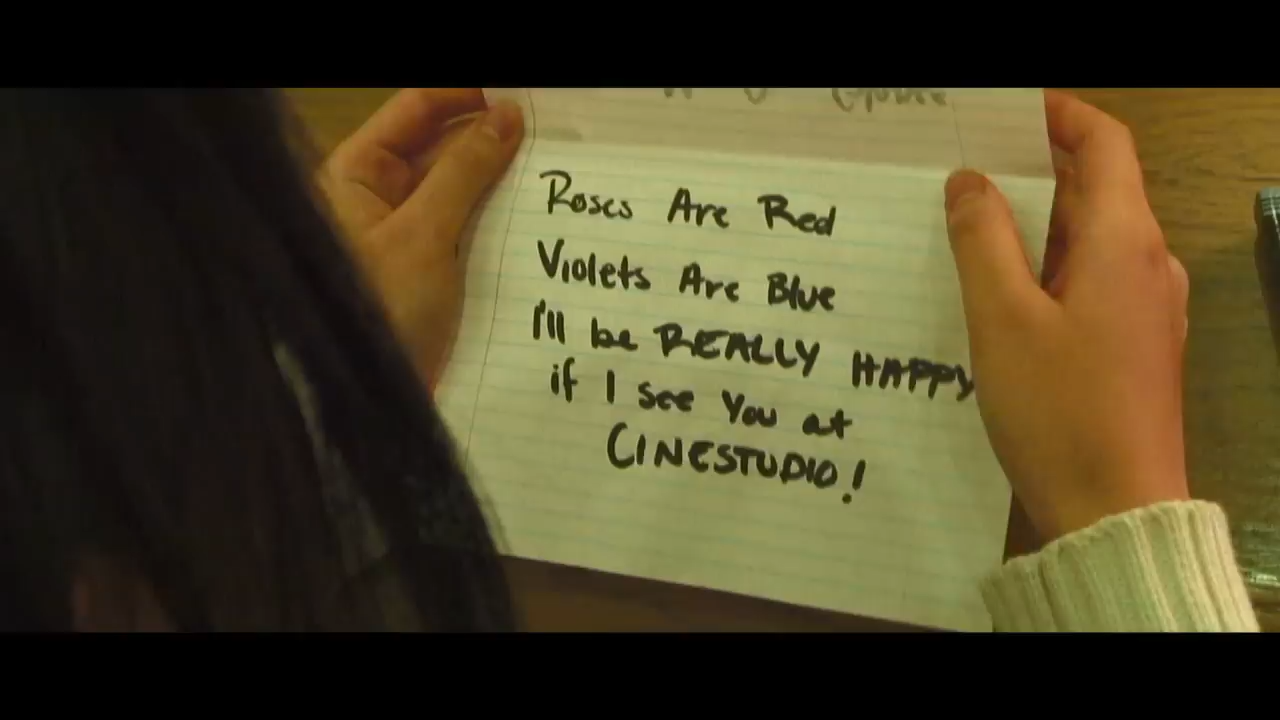 Roses Are Red
Violets Are Blue
I'll be REALLY HAPPY
if I see You at
CINESTUDIO!